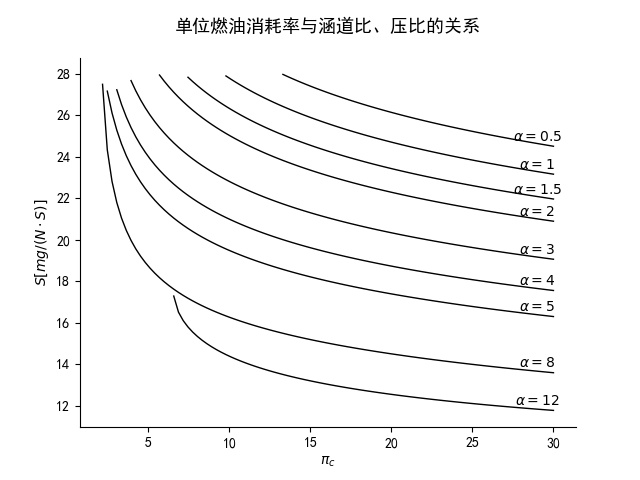 单位燃油消耗率与涵道比、压比的关系
S[mg/(N·S)]
28
26
24
22
20
18
16
14
12
α = 0.5
α = 1
α = 1.5
α = 2
α = 3
α = 4
α = 5
α = 8
α = 12
5 10 15 20 25 30
π_c